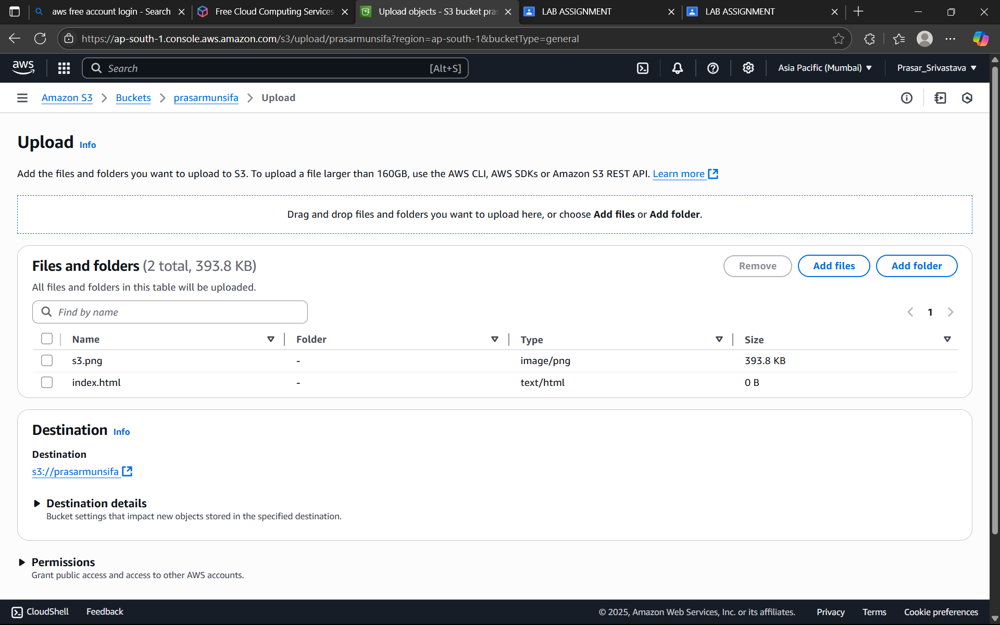 aws free account login - Search
Free Cloud Computing Services
Upload objects - S3 bucket pras
LAB ASSIGNMENT
LAB ASSIGNMENT
https://ap-south-1.console.aws.amazon.com/s3/upload/prasarmunsifa?region=ap-south-1&bucketType=general
aws
Search
[Alt+S]
Asia Pacific (Mumbai)
Prasar_Srivastava
Amazon S3 > Buckets > prasarmunsifa > Upload
Upload Info
Add the files and folders you want to upload to S3. To upload a file larger than 160GB, use the AWS CLI, AWS SDKs or Amazon S3 REST API. Learn more
Drag and drop files and folders you want to upload here, or choose Add files or Add folder.
Files and folders (2 total, 393.8 KB)
Remove
Add files
Add folder
All files and folders in this table will be uploaded.
Find by name
1
Name Folder Type Size
s3.png - image/png 393.8 KB
index.html - text/html 0 B
Destination Info
Destination
s3://prasarmunsifa
Destination details
Bucket settings that impact new objects stored in the specified destination.
Permissions
Grant public access and access to other AWS accounts.
CloudShell
Feedback
© 2025, Amazon Web Services, Inc. or its affiliates.
Privacy
Terms
Cookie preferences